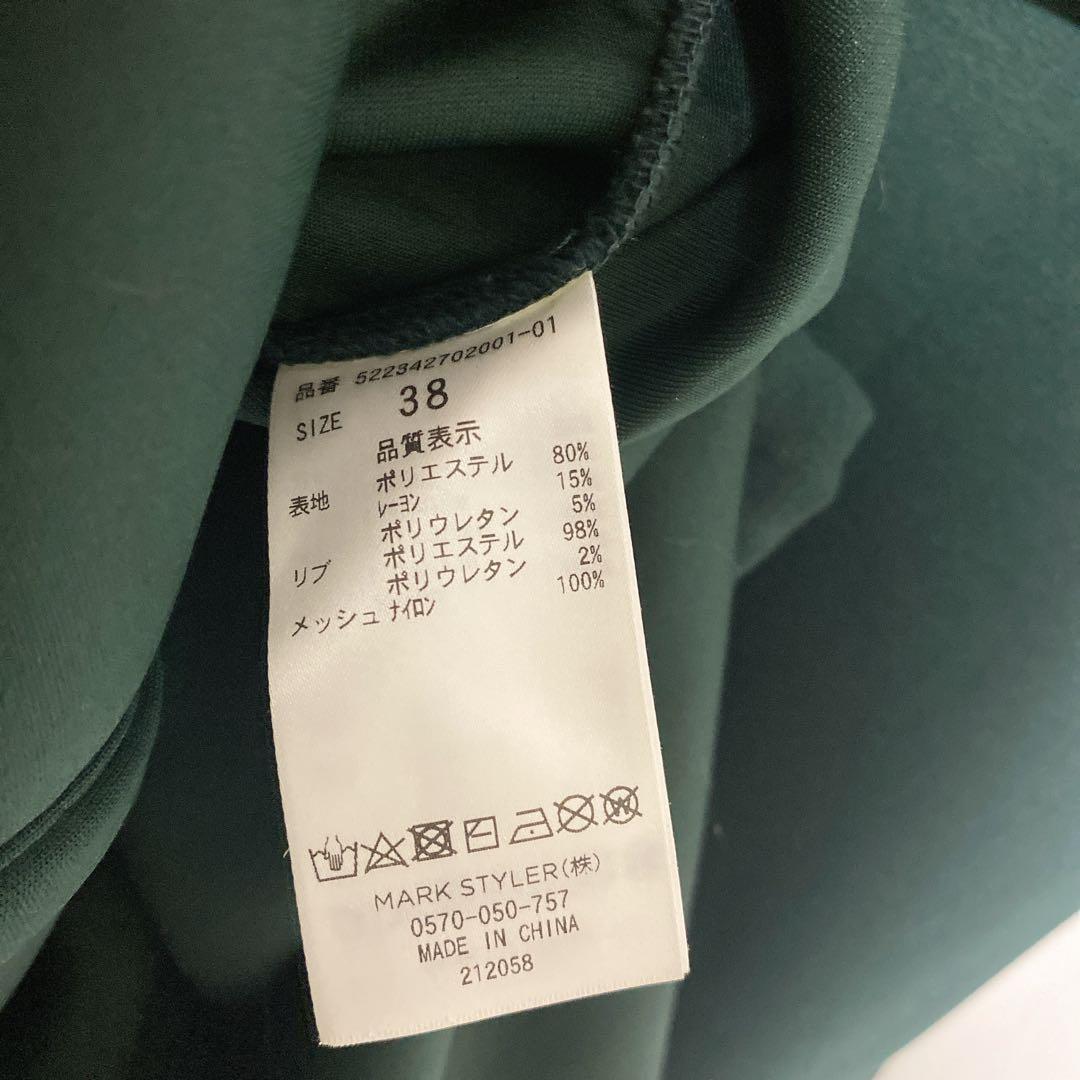 品番 522342702001-01
SIZE 38
品質表示
表地 ポリエステル 80%
レーヨン 15%
ポリウレタン 5%
リブ ポリエステル 98%
ポリウレタン 2%
メッシュ ナイロン 100%
W
MARK STYLER(株)
0570-050-757
MADE IN CHINA
212058